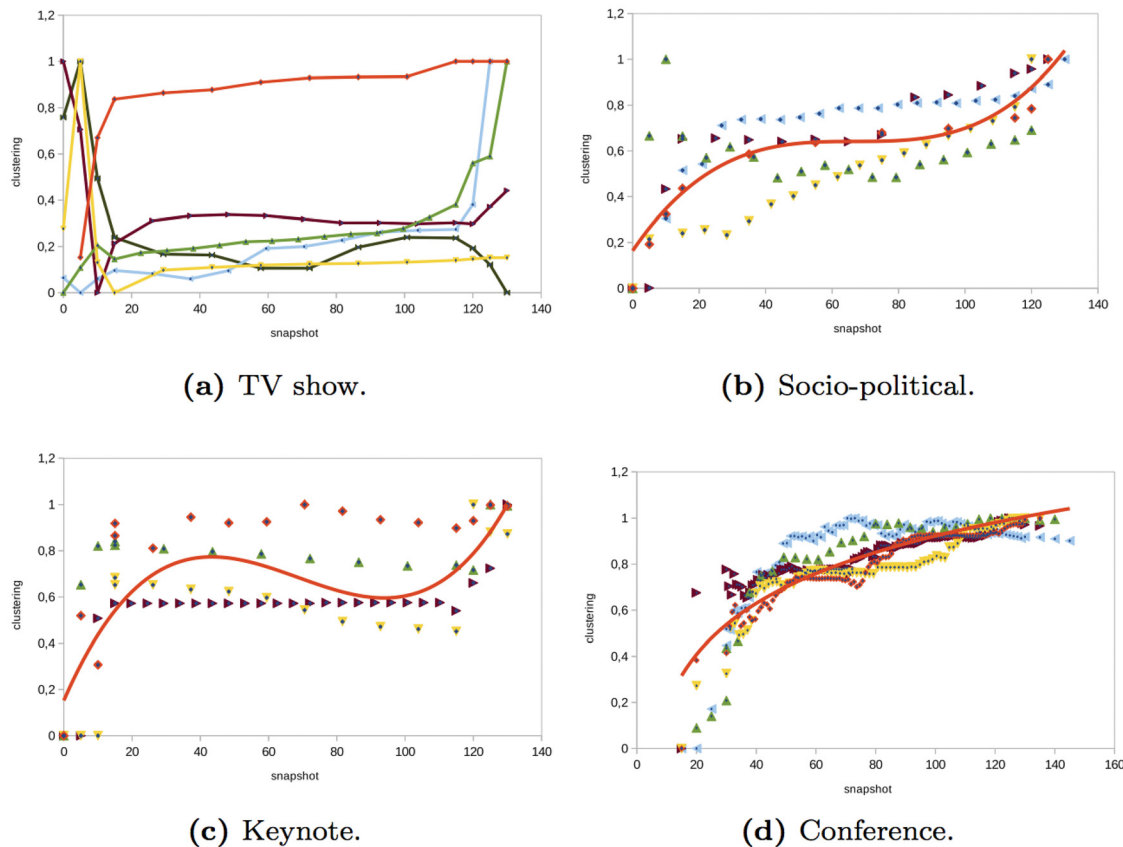 1,2
1
0,8
0,6
0,4
0,2
0
clustering
0 20 40 60 80 100 120 140
snapshot
(a) TV show.
1,2
1
0,8
0,6
0,4
0,2
0
clustering
0 20 40 60 80 100 120 140
snapshot
(b) Socio-political.
1,2
1
0,8
0,6
0,4
0,2
0
clustering
0 20 40 60 80 100 120 140
snapshot
(c) Keynote.
1,2
1
0,8
0,6
0,4
0,2
0
clustering
0 20 40 60 80 100 120 140 160
snapshot
(d) Conference.